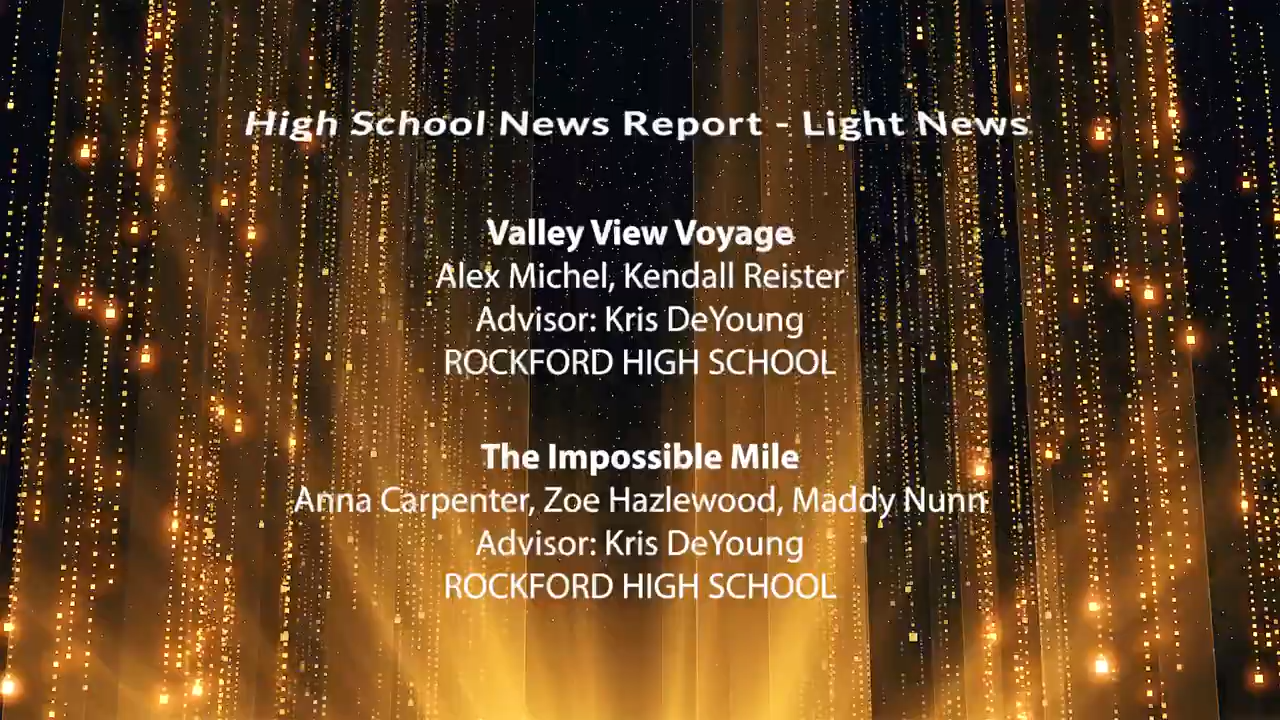 High School News Report - Light News
Valley View Voyage
Alex Michel, Kendall Reister
Advisor: Kris DeYoung
ROCKFORD HIGH SCHOOL
The Impossible Mile
Anna Carpenter, Zoe Hazlewood, Maddy Nunn
Advisor: Kris DeYoung
ROCKFORD HIGH SCHOOL